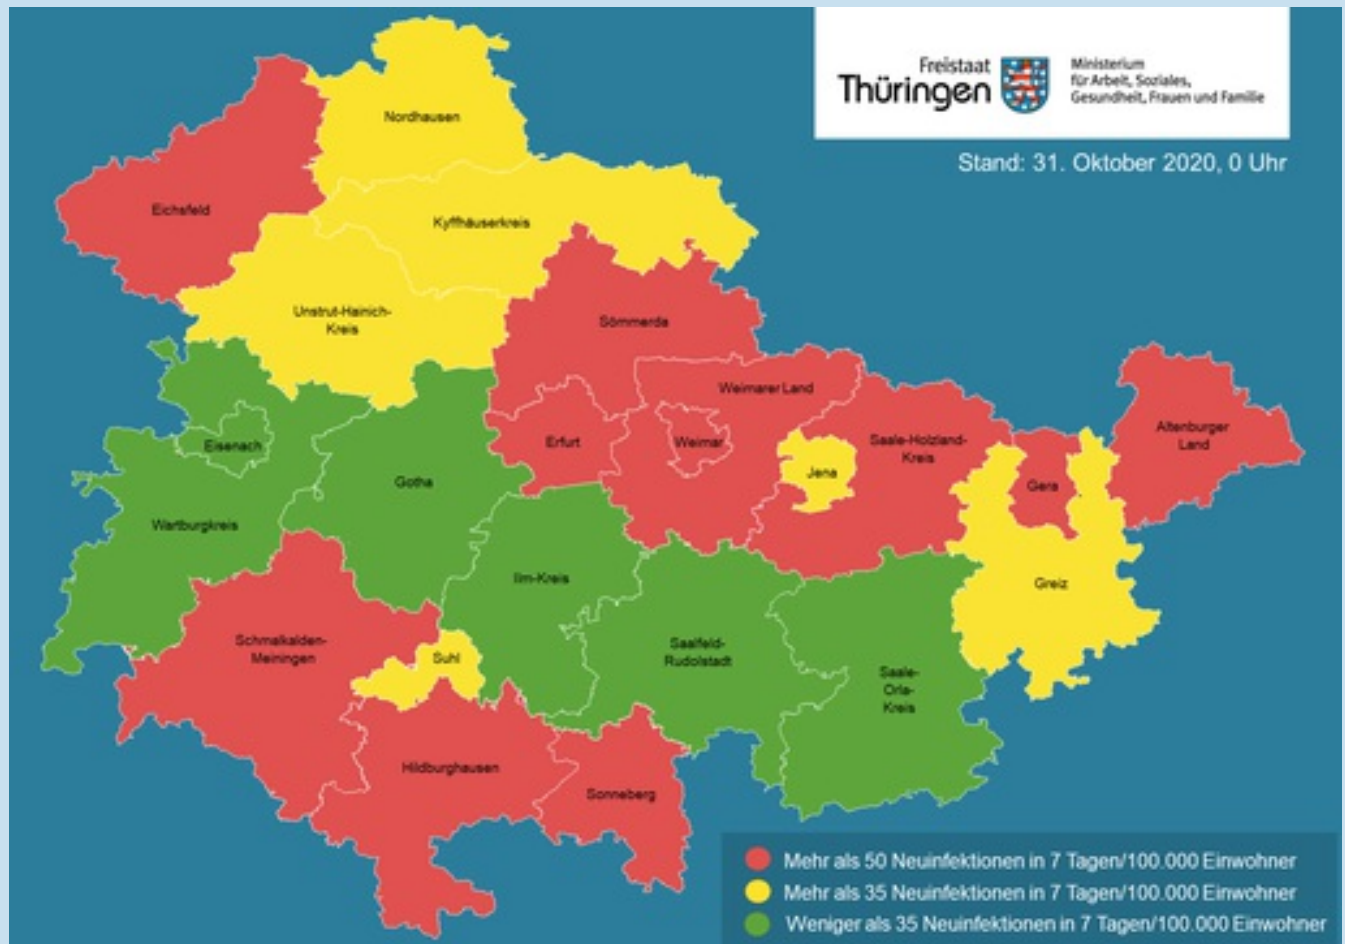 Freistaat
Thüringen
Ministerium
für Arbeit, Soziales,
Gesundheit, Frauen und Familie
Stand: 31. Oktober 2020, 0 Uhr
Nordhausen
Eichsfeld
Kyffhäuserkreis
Unstrut-Hainich-
Kreis
Sömmerda
Weimarer Land
Eisenach
Erfurt
Weimar
Jena
Saale-Holzland-
Kreis
Altenburger
Land
Gotha
Gera
Wartburgkreis
Ilm-Kreis
Greiz
Schmalkalden-
Meiningen
Suhl
Saalfeld-
Rudolstadt
Saale-
Orla-
Kreis
Hildburghausen
Sonneberg
Mehr als 50 Neuinfektionen in 7 Tagen/100.000 Einwohner
Mehr als 35 Neuinfektionen in 7 Tagen/100.000 Einwohner
Weniger als 35 Neuinfektionen in 7 Tagen/100.000 Einwohner